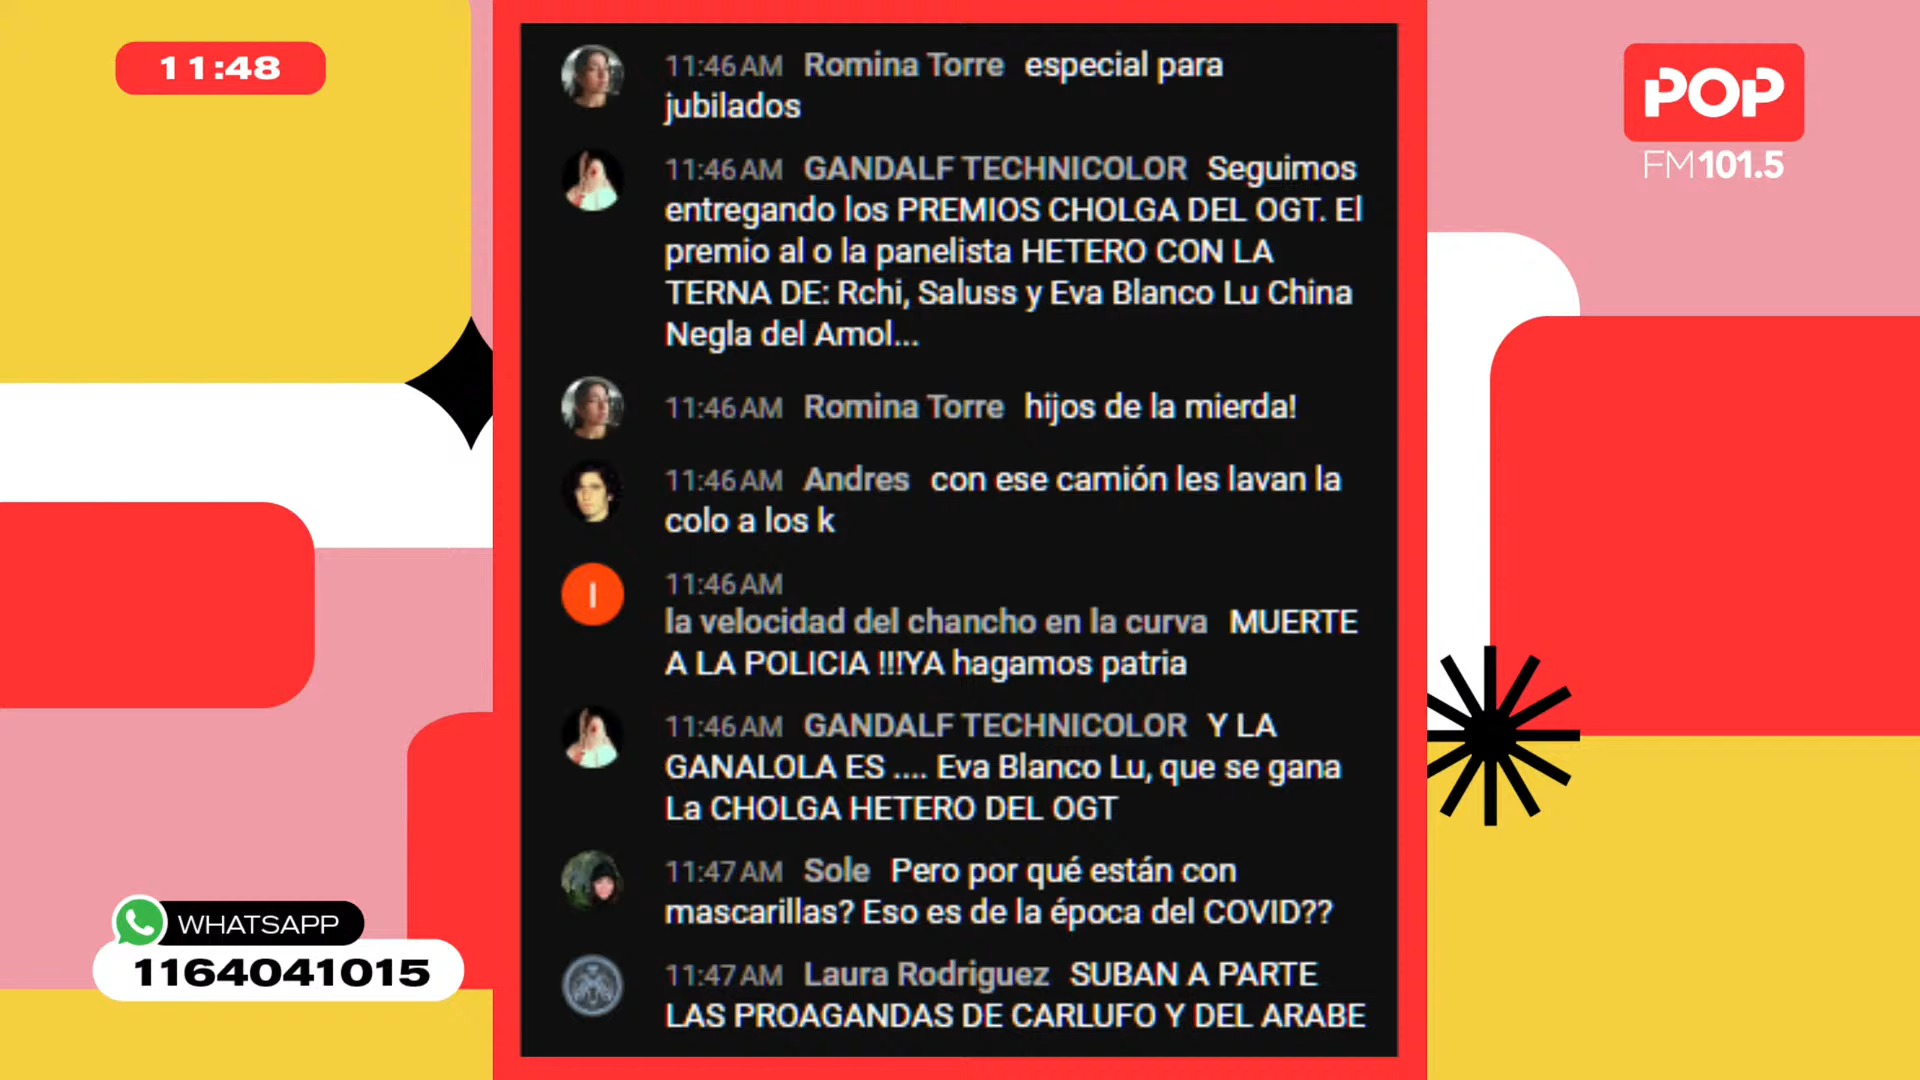 11:48
POP
FM101.5
11:46 AM Romina Torre especial para
jubilados
11:46 AM GANDALF TECHNICOLOR Seguimos
entregando los PREMIOS CHOLGA DEL OGT. El
premio al o la panelista HETERO CON LA
TERNA DE: Rchi, Saluss y Eva Blanco Lu China
Negla del Amol...
11:46 AM Romina Torre hijos de la mierda!
11:46 AM Andres con ese camión les lavan la
colo a los k
I
11:46 AM
la velocidad del chancho en la curva MUERTE
A LA POLICIA !!!YA hagamos patria
11:46 AM GANDALF TECHNICOLOR Y LA
GANALOLA ES .... Eva Blanco Lu, que se gana
La CHOLGA HETERO DEL OGT
11:47 AM Sole Pero por qué están con
mascarillas? Eso es de la época del COVID??
11:47 AM Laura Rodriguez SUBAN A PARTE
LAS PROAGANDAS DE CARLUFO Y DEL ARABE
WHATSAPP
1164041015